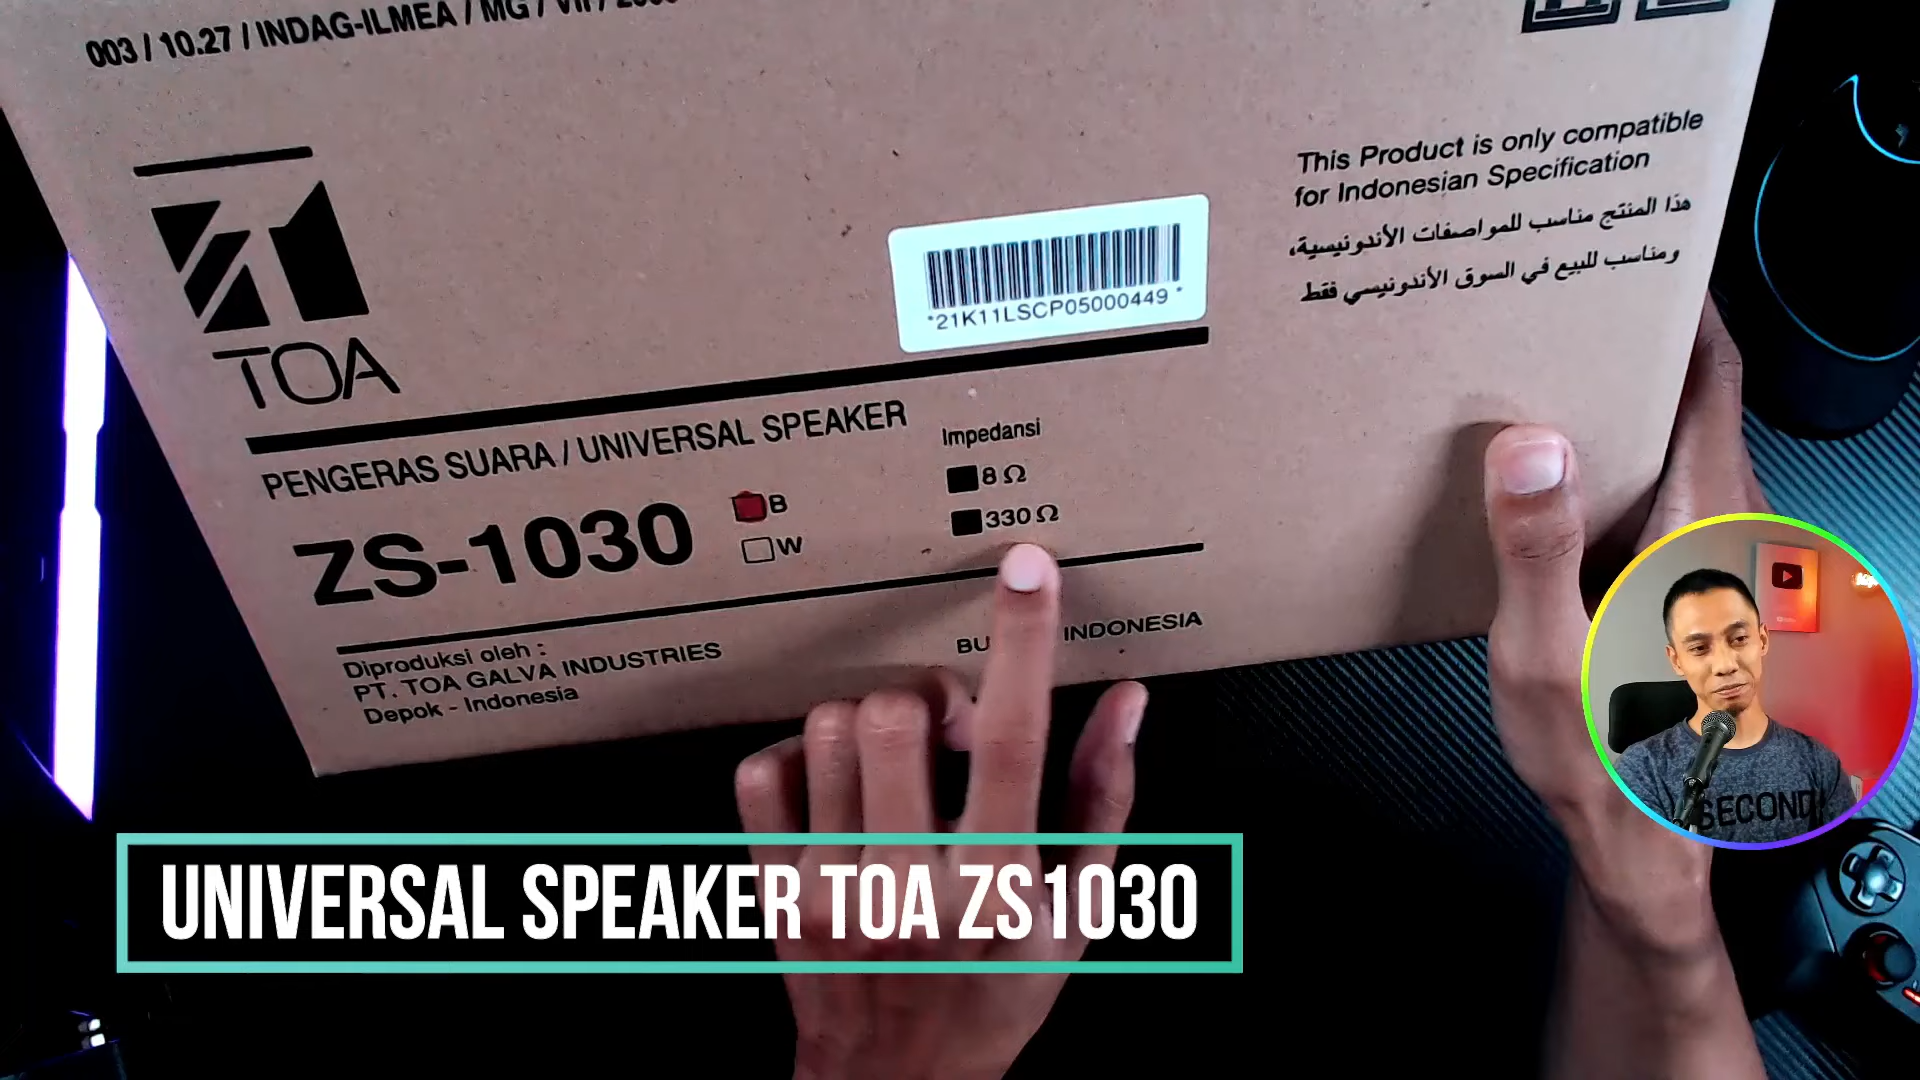 003 / 10.27 / INDAG-ILMEA / MG / VII /
TOA
*21K11LSCP05000449*
This Product is only compatible
for Indonesian Specification
هذا المنتج مناسب للمواصفات الأندونيسية،
ومناسب للبيع في السوق الأندونيسي فقط
PENGERAS SUARA / UNIVERSAL SPEAKER
ZS-1030
B
W
Impedansi
8 Ω
330 Ω
Diproduksi oleh :
PT. TOA GALVA INDUSTRIES
Depok - Indonesia
INDONESIA
SECOND
UNIVERSAL SPEAKER TOA ZS1030